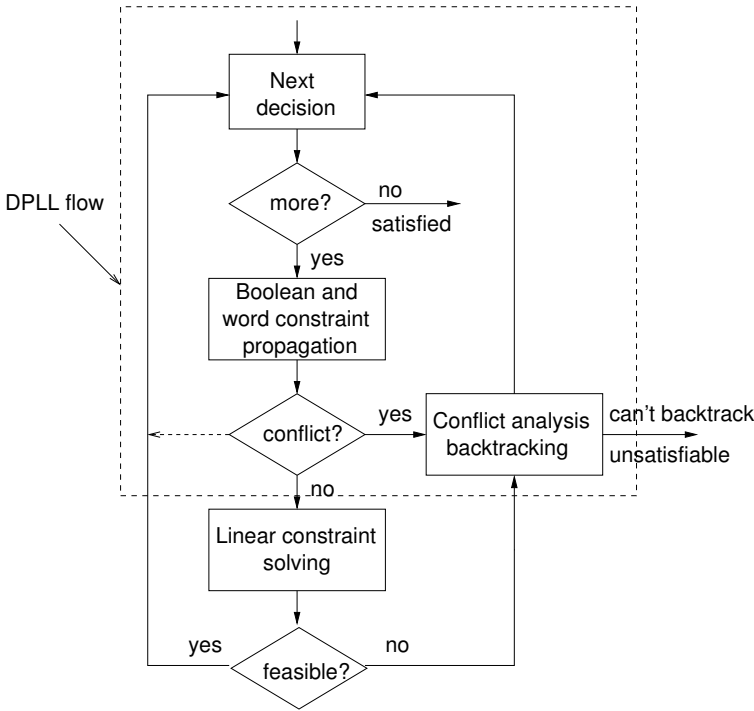 Next
decision
DPLL flow
more?
no
satisfied
yes
Boolean and
word constraint
propagation
conflict?
yes
Conflict analysis
backtracking
can't backtrack
unsatisfiable
no
Linear constraint
solving
feasible?
yes
no